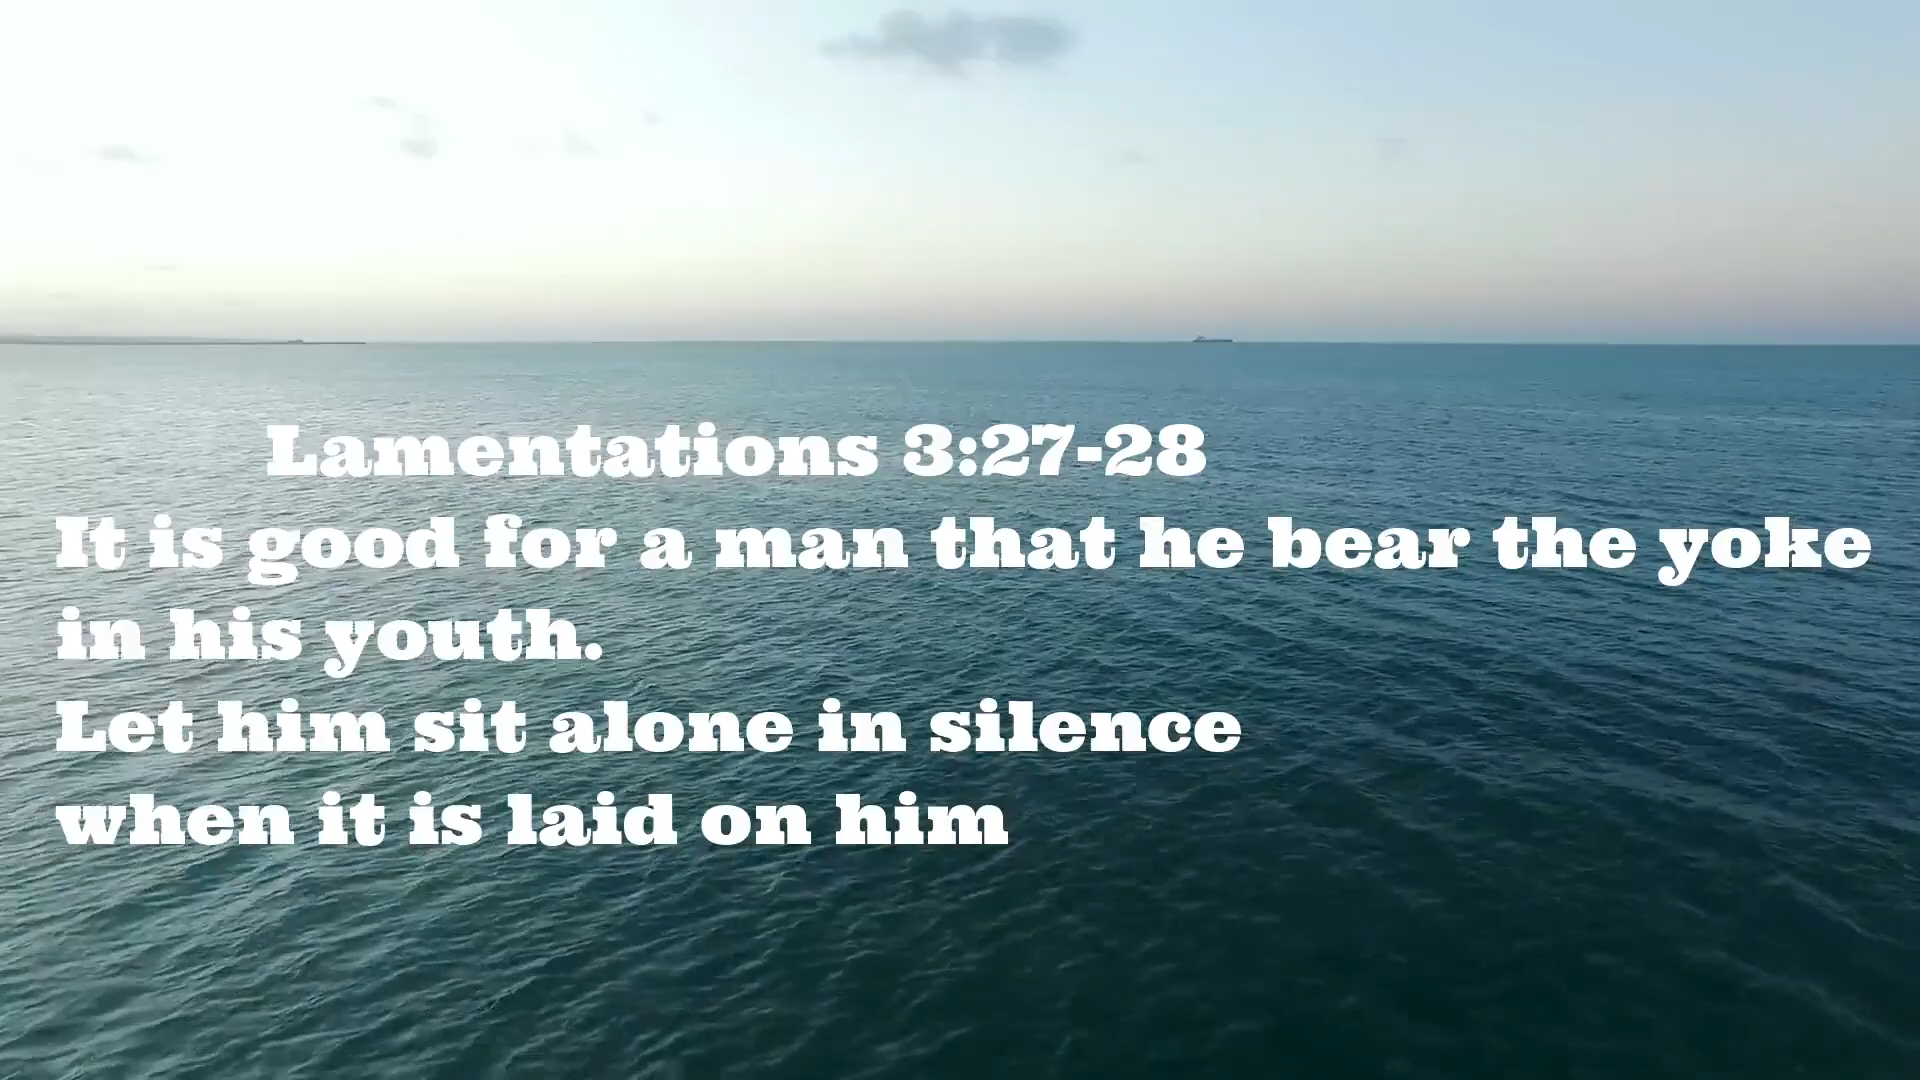 Lamentations 3:27-28
It is good for a man that he bear the yoke
in his youth.
Let him sit alone in silence
when it is laid on him